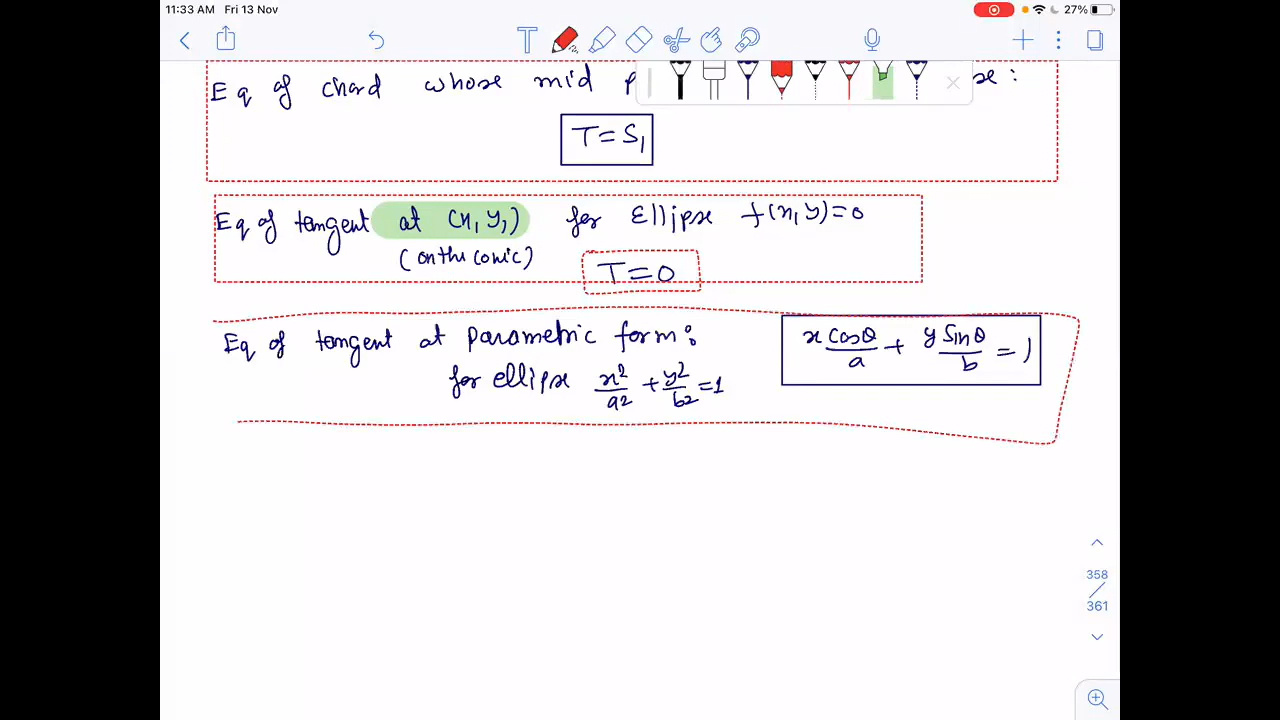 11:33 AM Fri 13 Nov
27%
Eq of chord whose mid
T=S₁
Eq of tangent at (x₁ y₁) for Ellipse f(x,y)=0
(on the conic)
T=0
Eq of tangent at parametric form:
x cosθ/a + y Sinθ/b = 1
for ellipse x²/a² + y²/b² =1
358
361